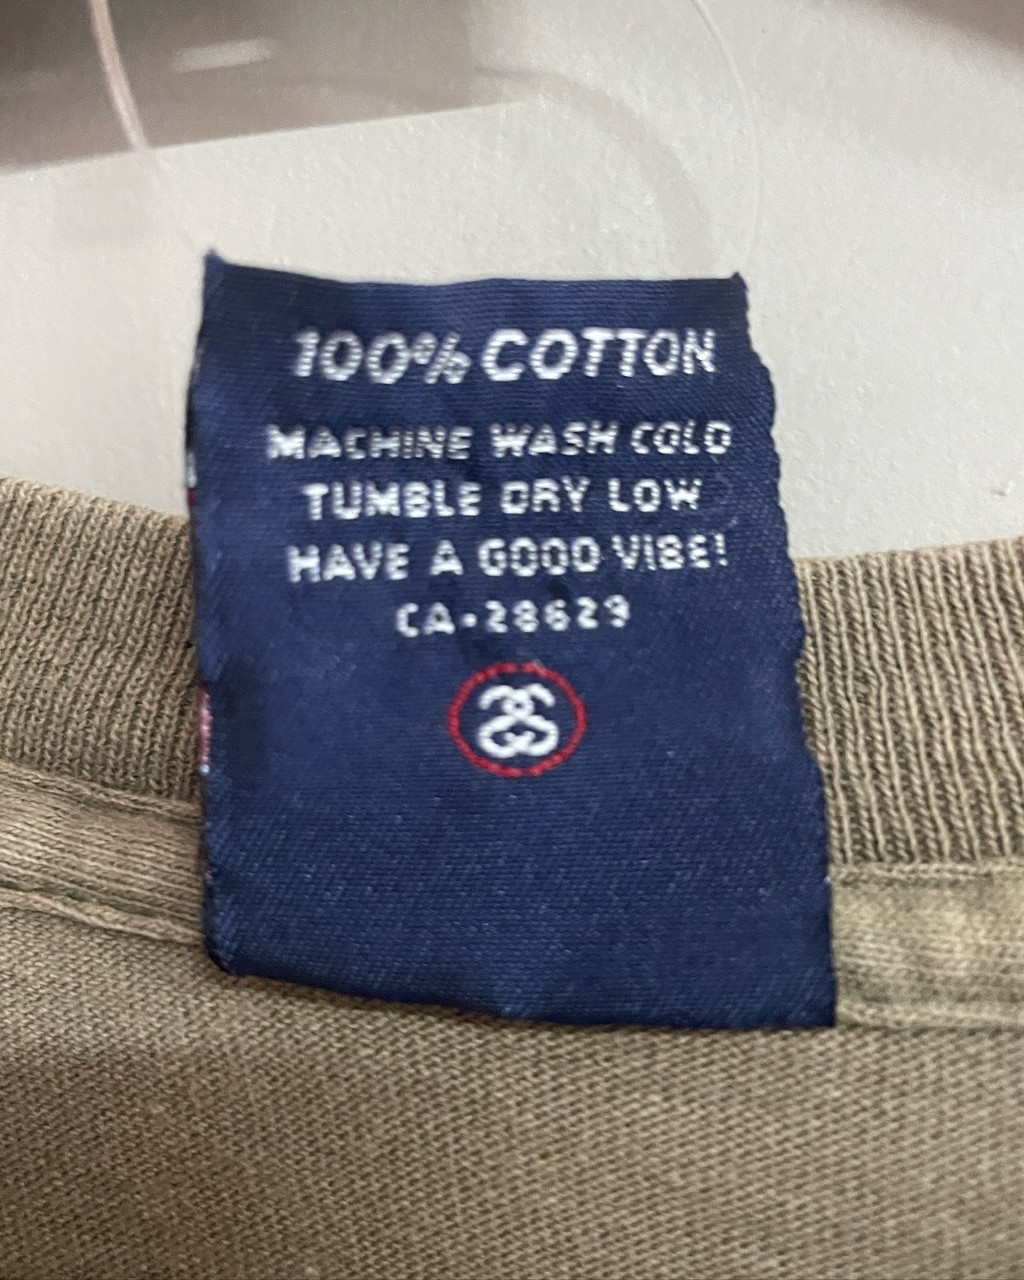 100% COTTON
MACHINE WASH COLD
TUMBLE DRY LOW
HAVE A GOOD VIBE!
CA•28629